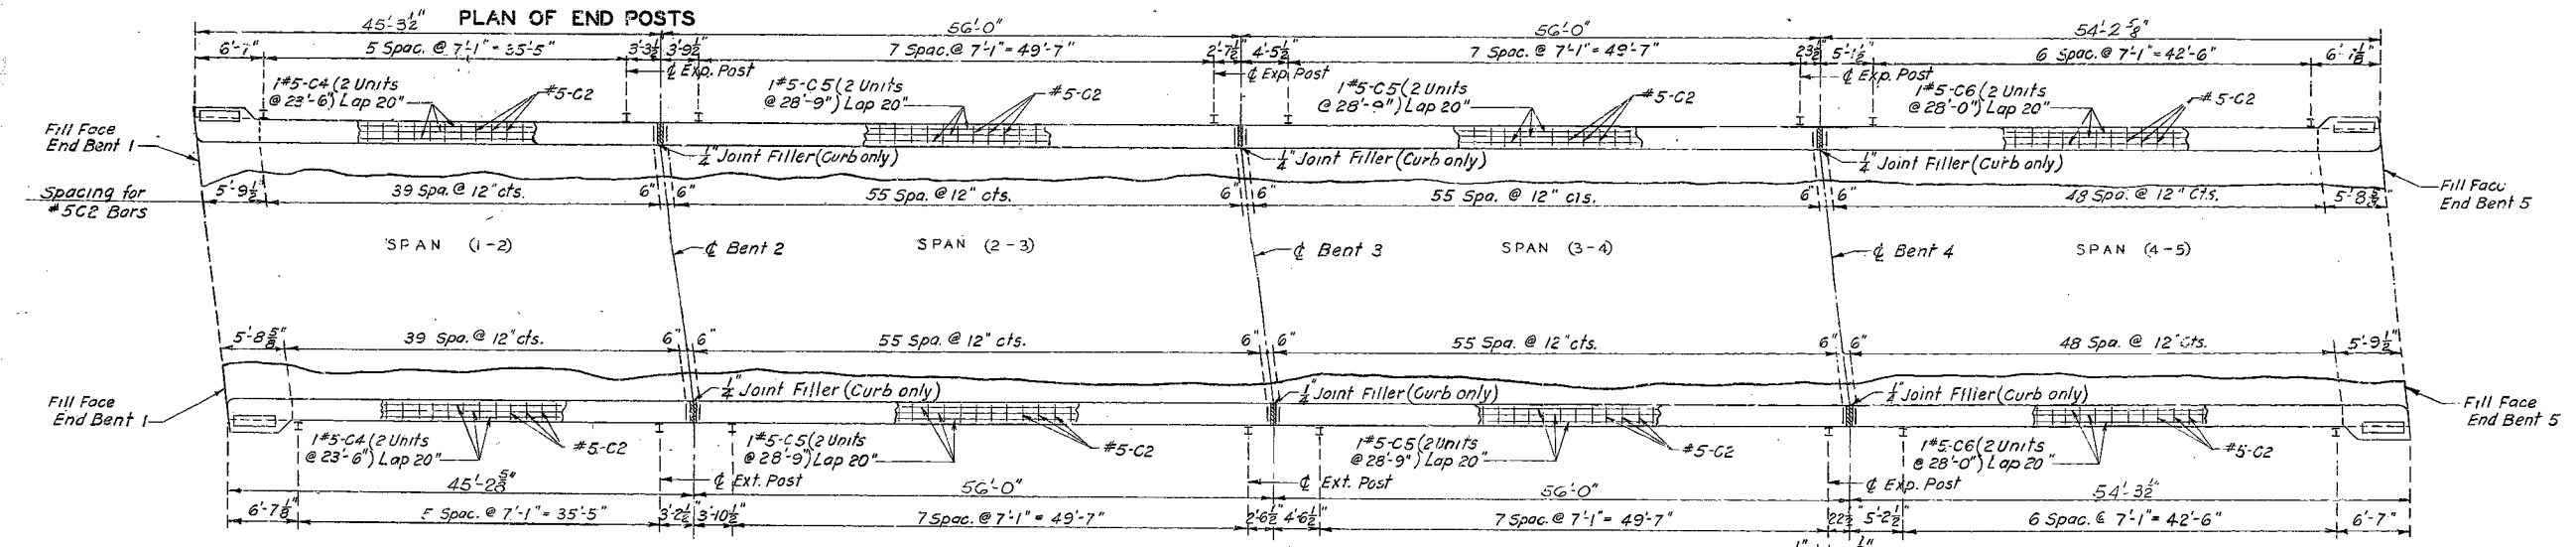 PLAN OF END POSTS
45'-3½" 56'-0" 56'-0" 54'-2⅝"
6'-7" 5 Spac. @ 7'-1" = 35'-5" 3'-3½" 3'-9½" 7 Spac. @ 7'-1" = 49'-7" 2'-7½" 4'-5½" 7 Spac. @ 7'-1" = 49'-7" 23½" 5'-1½" 6 Spac. @ 7'-1" = 42'-6" 6'-7⅛"
₵ Exp. Post ₵ Exp. Post ₵ Exp. Post
1#5-C4 (2 Units
@ 23'-6") Lap 20"
#5-C2
1#5-C5 (2 Units
@ 28'-9") Lap 20"
#5-C2
1#5-C5 (2 Units
@ 28'-9") Lap 20"
#5-C2
1#5-C6 (2 Units
@ 28'-0") Lap 20"
#5-C2
Fill Face
End Bent 1
¼" Joint Filler (Curb only) ¼" Joint Filler (Curb only) ¼" Joint Filler (Curb only)
Spacing for
#5C2 Bars
5'-9½" 39 Spa. @ 12" cts. 6" 6" 55 Spa. @ 12" cts. 6" 6" 55 Spa. @ 12" cts. 6" 6" 48 Spa. @ 12" Cts. 5'-8⅝"
Fill Face
End Bent 5
SPAN (1-2) ₵ Bent 2 SPAN (2-3) ₵ Bent 3 SPAN (3-4) ₵ Bent 4 SPAN (4-5)
5'-8⅝" 39 Spa. @ 12" cts. 6" 6" 55 Spa. @ 12" cts. 6" 6" 55 Spa. @ 12" cts. 6" 6" 48 Spa. @ 12" Cts. 5'-9½"
¼" Joint Filler (Curb only) ¼" Joint Filler (Curb only) ¼" Joint Filler (Curb only)
Fill Face
End Bent 1
Fill Face
End Bent 5
1#5-C4 (2 Units
@ 23'-6") Lap 20"
#5-C2
1#5-C5 (2 Units
@ 28'-9") Lap 20"
#5-C2
1#5-C5 (2 Units
@ 28'-9") Lap 20"
#5-C2
1#5-C6 (2 Units
@ 28'-0") Lap 20"
#5-C2
₵ Ext. Post ₵ Ext. Post ₵ Exp. Post
45'-2⅝" 56'-0" 56'-0" 54'-3½"
6'-7⅛" 5 Spac. @ 7'-1" = 35'-5" 3'-2½" 3'-10½" 7 Spac. @ 7'-1" = 49'-7" 2'-6½" 4'-6½" 7 Spac. @ 7'-1" = 49'-7" 22½" 5'-2½" 6 Spac. @ 7'-1" = 42'-6" 6'-7"